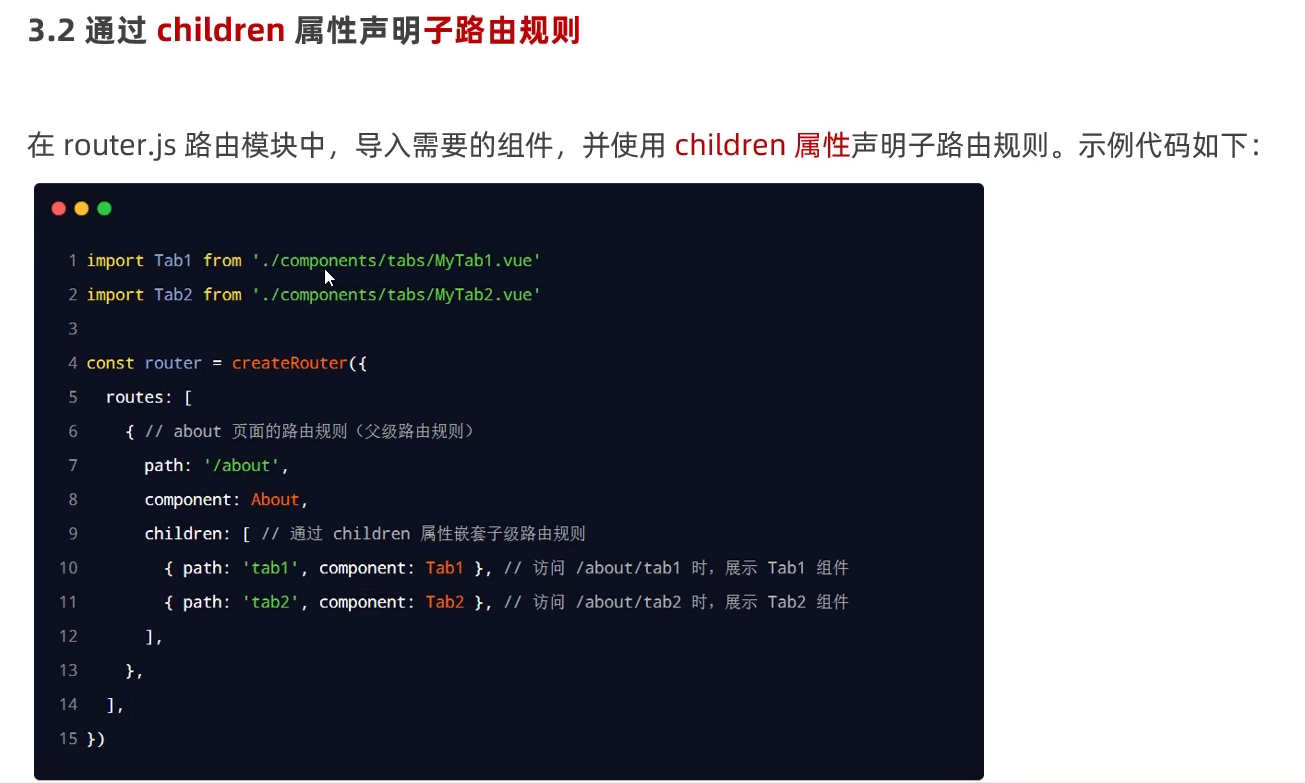 3.2 通过 children 属性声明子路由规则
在 router.js 路由模块中，导入需要的组件，并使用 children 属性声明子路由规则。示例代码如下：
1 import Tab1 from './components/tabs/MyTab1.vue'
2 import Tab2 from './components/tabs/MyTab2.vue'
3
4 const router = createRouter({
5   routes: [
6     { // about 页面的路由规则（父级路由规则）
7       path: '/about',
8       component: About,
9       children: [ // 通过 children 属性嵌套子级路由规则
10         { path: 'tab1', component: Tab1 }, // 访问 /about/tab1 时，展示 Tab1 组件
11         { path: 'tab2', component: Tab2 }, // 访问 /about/tab2 时，展示 Tab2 组件
12       ],
13     },
14   ],
15 })